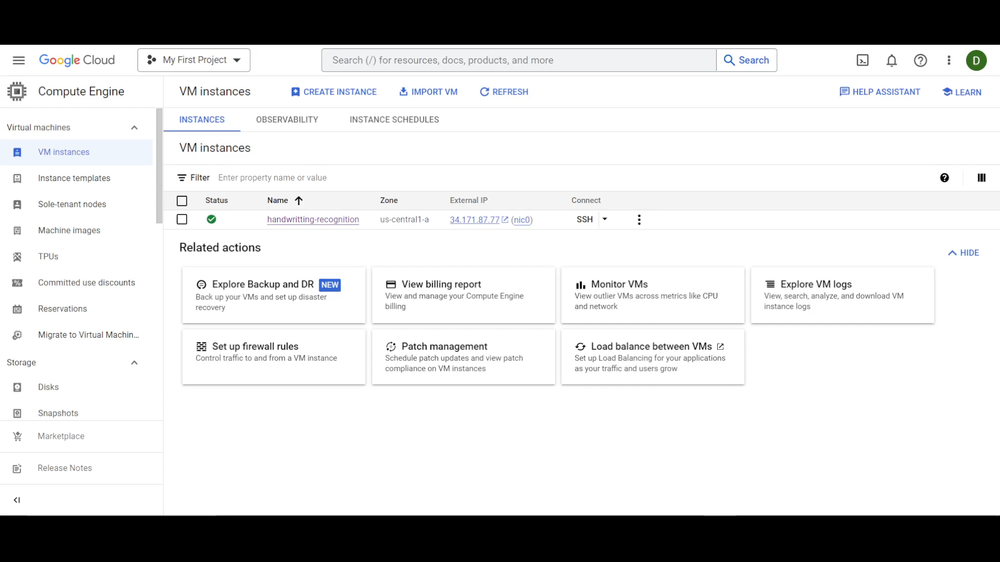 Google Cloud
My First Project
Search (/) for resources, docs, products, and more
Search
D
Compute Engine
VM instances
CREATE INSTANCE
IMPORT VM
REFRESH
HELP ASSISTANT
LEARN
Virtual machines
VM instances
Instance templates
Sole-tenant nodes
Machine images
TPUs
Committed use discounts
Reservations
Migrate to Virtual Machin...
Storage
Disks
Snapshots
Marketplace
Release Notes
INSTANCES
OBSERVABILITY
INSTANCE SCHEDULES
VM instances
Filter Enter property name or value
Status Name Zone External IP Connect
handwritting-recognition us-central1-a 34.171.87.77 (nic0) SSH
Related actions
HIDE
Explore Backup and DR NEW
Back up your VMs and set up disaster
recovery
View billing report
View and manage your Compute Engine
billing
Monitor VMs
View outlier VMs across metrics like CPU
and network
Explore VM logs
View, search, analyze, and download VM
instance logs
Set up firewall rules
Control traffic to and from a VM instance
Patch management
Schedule patch updates and view patch
compliance on VM instances
Load balance between VMs
Set up Load Balancing for your applications
as your traffic and users grow